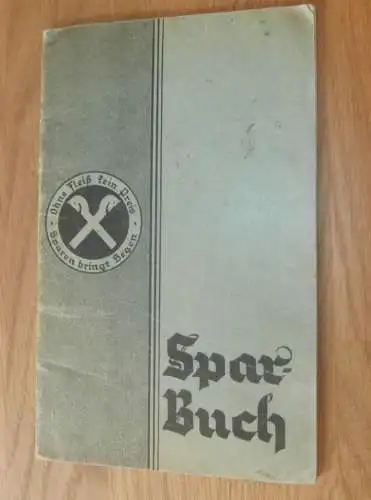 Ohne Fleiß kein Preis
Sparen bringt Segen
Spar-
Buch